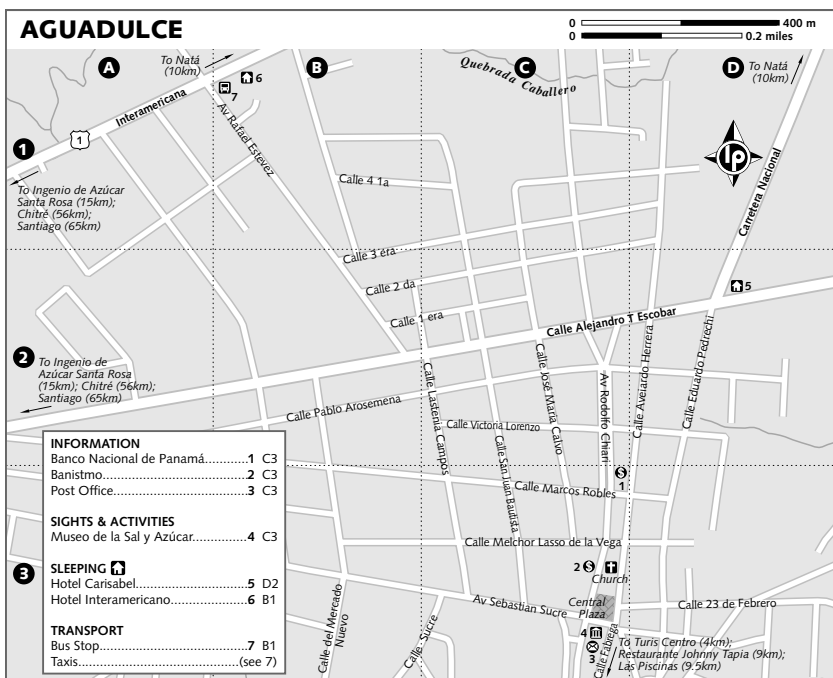 AGUADULCE
0 400 m
0 0.2 miles
A
B
C
D
To Natá
(10km)
6
7
Quebrada Caballero
To Natá
(10km)
Interamericana
1
Av Rafael Estevez
1
lp
Carretera Nacional
To Ingenio de Azúcar
Santa Rosa (15km);
Chitré (56km);
Santiago (65km)
Calle 4 1a
Calle 3 era
Calle 2 da
Calle 1 era
5
Calle Alejandro T Escobar
2
To Ingenio de
Azúcar Santa Rosa
(15km); Chitré (56km);
Santiago (65km)
Calle Pablo Arosemena
Calle Lastenia Campos
Calle José María Calvo
Av Rodolfo Chiari
Calle Avelardo Herrera
Calle Eduardo Pedrechi
Calle Victoria Lorenzo
Calle San Juan Bautista
Calle Marcos Robles
1
Calle Melchor Lasso de la Vega
2
Church
Central
Plaza
Av Sebastian Sucre
Calle 23 de Febrero
Calle del Mercado
Nuevo
Calle Sucre
4
3
Calle Fabrega
To Turis Centro (4km);
Restaurante Johnny Tapia (9km);
Las Piscinas (9.5km)
3
INFORMATION
Banco Nacional de Panamá.........1 C3
Banistmo.................................2 C3
Post Office...............................3 C3
SIGHTS & ACTIVITIES
Museo de la Sal y Azúcar...........4 C3
SLEEPING
Hotel Carisabel.........................5 D2
Hotel Interamericano.................6 B1
TRANSPORT
Bus Stop..................................7 B1
Taxis....................................(see 7)